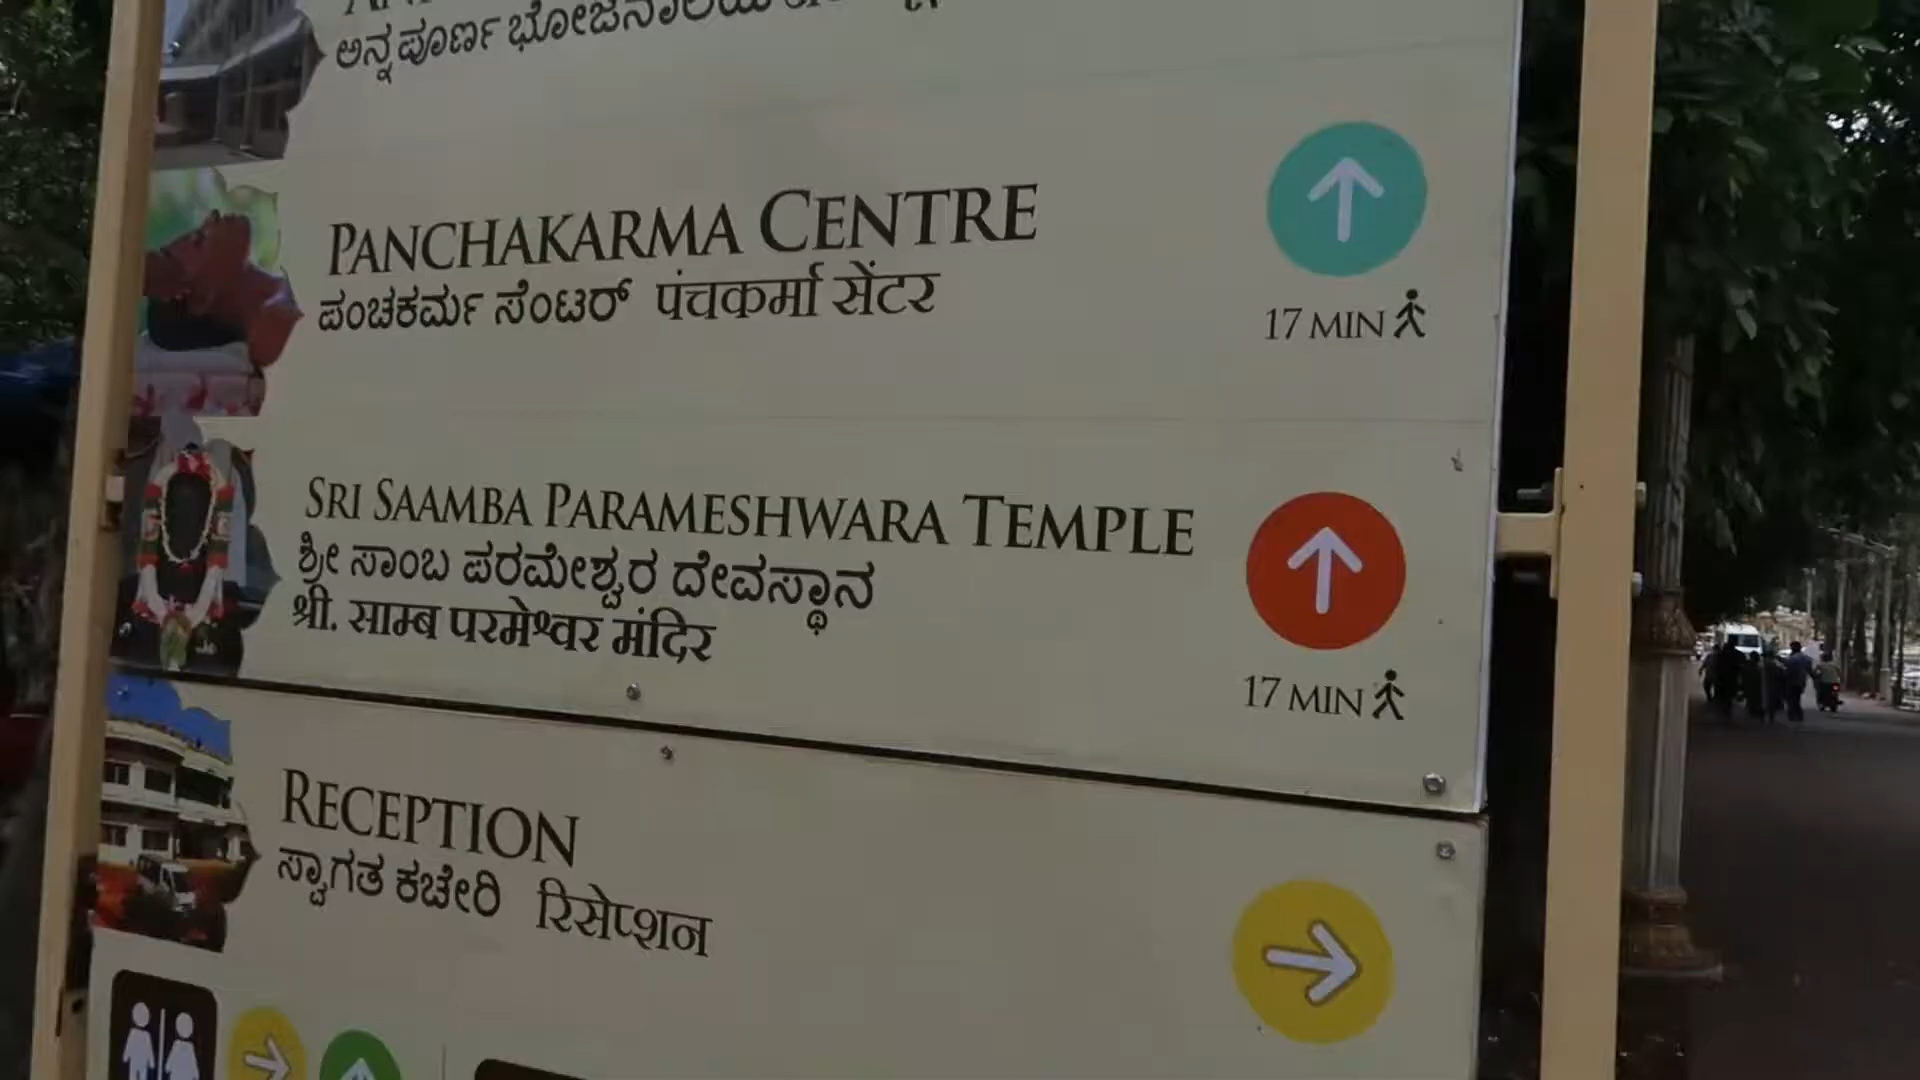 ಅನ್ನಪೂರ್ಣ ಭೋಜನಾಲಯ
PANCHAKARMA CENTRE
ಪಂಚಕರ್ಮ ಸೆಂಟರ್ पंचकर्मा सेंटर
17 MIN
SRI SAAMBA PARAMESHWARA TEMPLE
ಶ್ರೀ ಸಾಂಬ ಪರಮೇಶ್ವರ ದೇವಸ್ಥಾನ
श्री. साम्ब परमेश्वर मंदिर
17 MIN
RECEPTION
ಸ್ವಾಗತ ಕಚೇರಿ रिसेप्शन